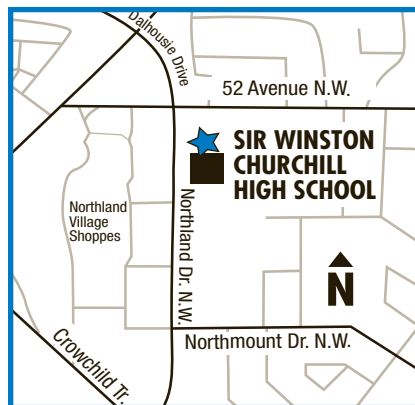 Dalhousie Drive
52 Avenue N.W.
SIR WINSTON
CHURCHILL
HIGH SCHOOL
Northland
Village
Shoppes
Northland Dr. N.W.
N
Northmount Dr. N.W.
Crowchild Tr.